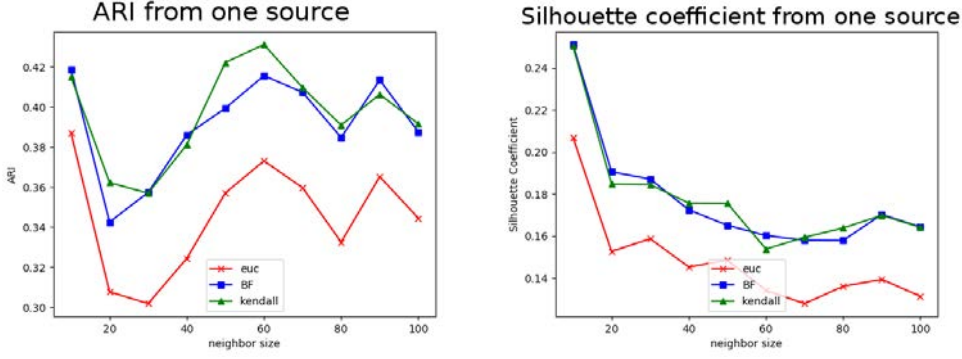 ARI from one source
ARI
0.42
0.40
0.38
0.36
0.34
0.32
0.30
20
40
60
80
100
neighbor size
euc
BF
kendall
Silhouette coefficient from one source
Silhouette Coefficient
0.24
0.22
0.20
0.18
0.16
0.14
20
40
60
80
100
neighbor size
euc
BF
kendall